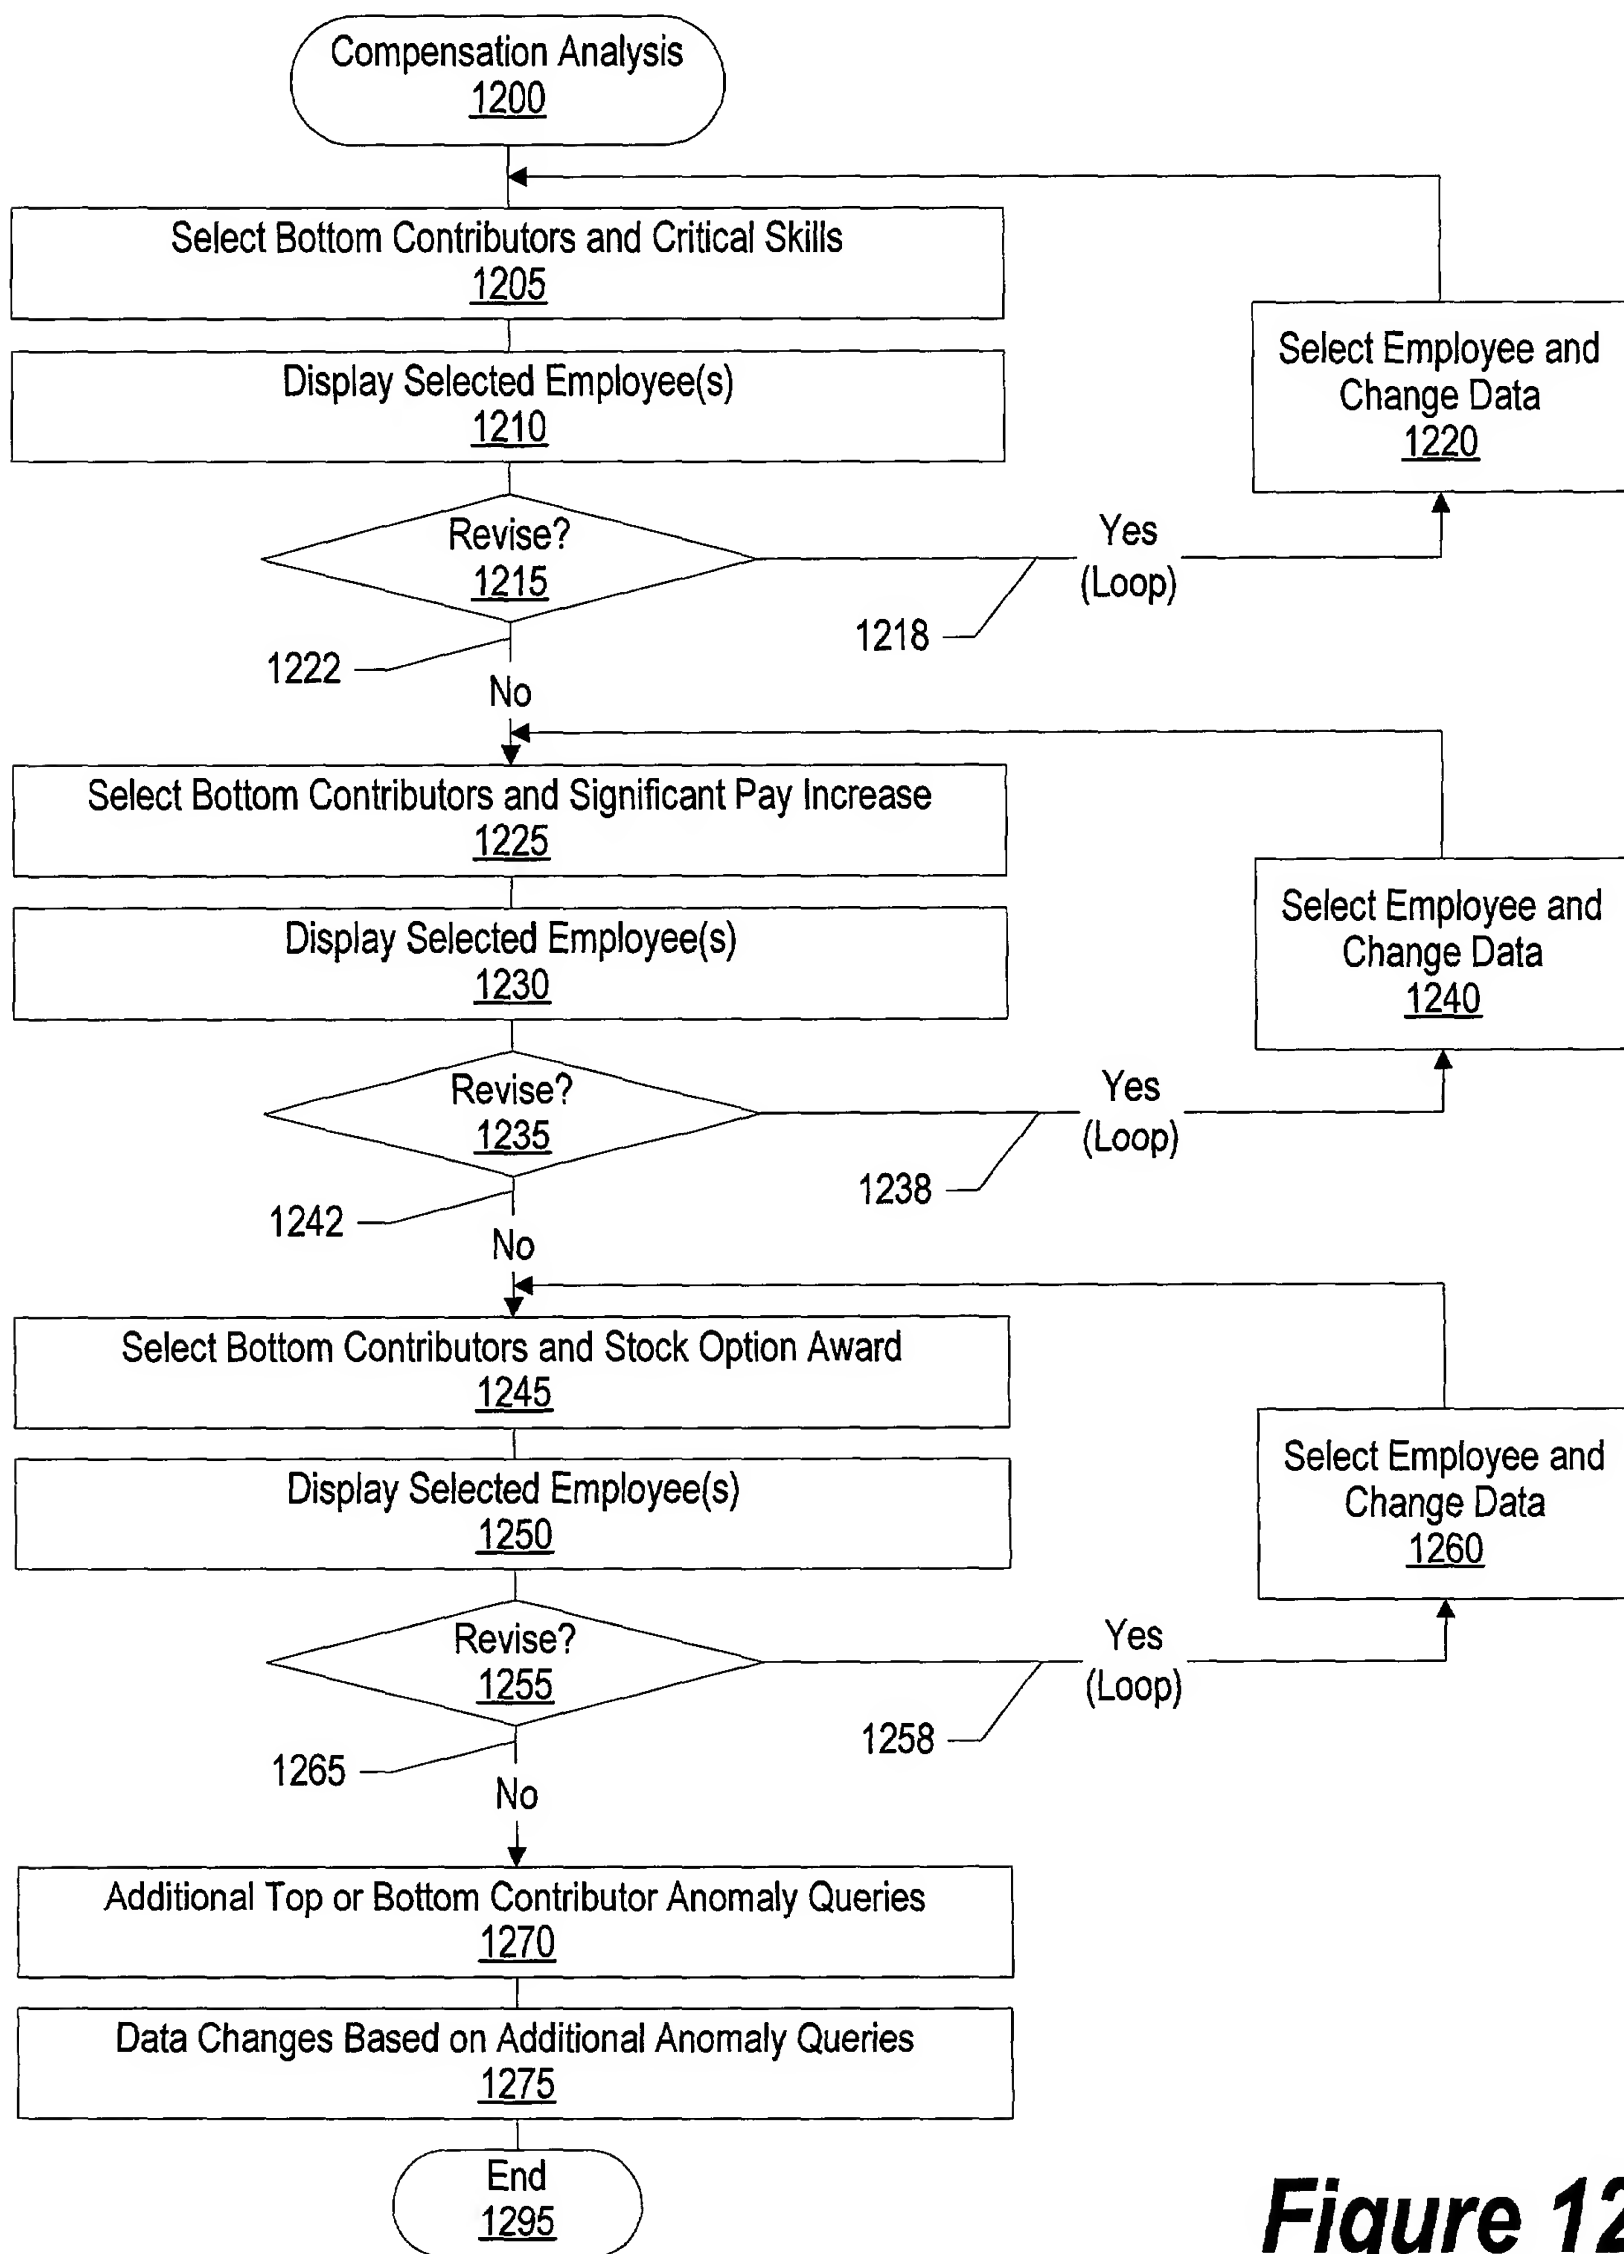 Compensation Analysis
1200
Select Bottom Contributors and Critical Skills
1205
Display Selected Employee(s)
1210
Select Employee and
Change Data
1220
Revise?
1215
Yes
(Loop)
1218
1222
No
Select Bottom Contributors and Significant Pay Increase
1225
Display Selected Employee(s)
1230
Select Employee and
Change Data
1240
Revise?
1235
Yes
(Loop)
1238
1242
No
Select Bottom Contributors and Stock Option Award
1245
Display Selected Employee(s)
1250
Select Employee and
Change Data
1260
Revise?
1255
Yes
(Loop)
1258
1265
No
Additional Top or Bottom Contributor Anomaly Queries
1270
Data Changes Based on Additional Anomaly Queries
1275
End
1295
Figure 12